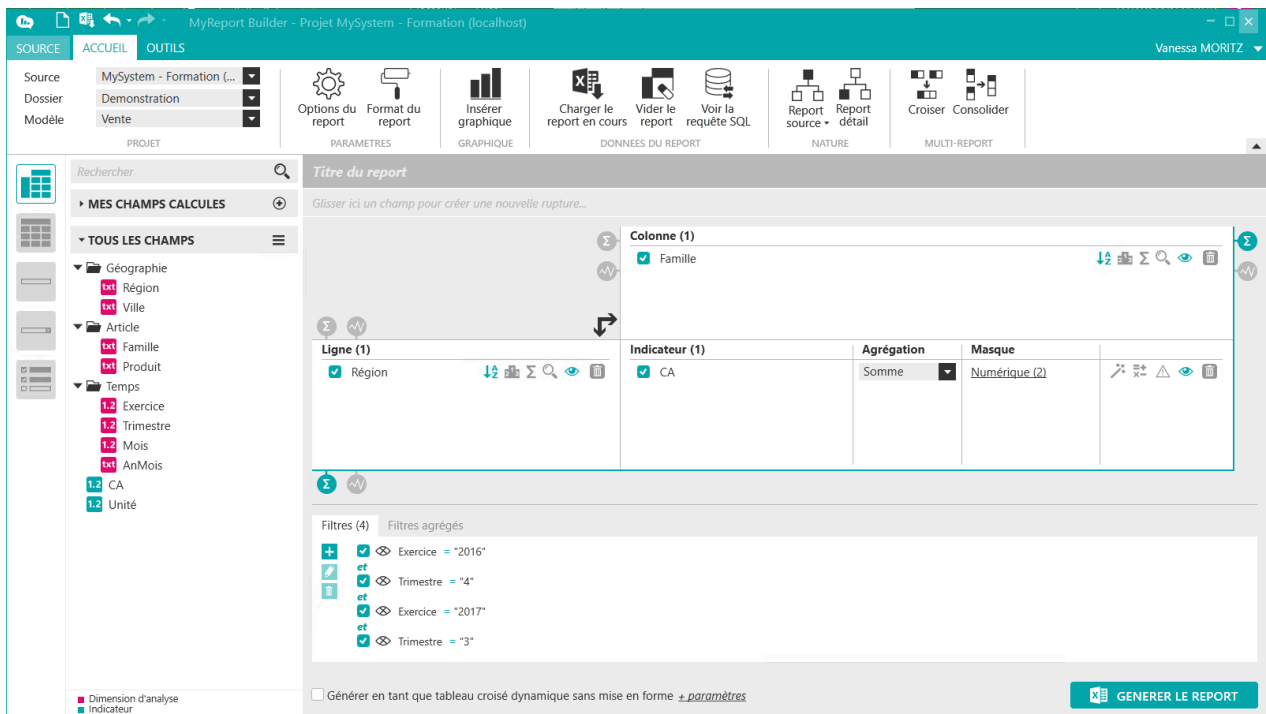 MyReport Builder - Projet MySystem - Formation (localhost)
SOURCE ACCUEIL OUTILS Vanessa MORITZ
Source MySystem - Formation (...
Dossier Demonstration
Modèle Vente
PROJET
Options du report
Format du report
PARAMETRES
Insérer graphique
GRAPHIQUE
Charger le report en cours
Vider le report
Voir la requête SQL
DONNEES DU REPORT
Report source
Report détail
NATURE
Croiser Consolider
MULTI-REPORT
Rechercher
MES CHAMPS CALCULES
TOUS LES CHAMPS
Géographie
txt Région
txt Ville
Article
txt Famille
txt Produit
Temps
1.2 Exercice
1.2 Trimestre
1.2 Mois
txt AnMois
1.2 CA
1.2 Unité
Dimension d'analyse
Indicateur
Titre du report
Glisser ici un champ pour créer une nouvelle rupture...
Colonne (1)
Famille
Ligne (1)
Région
Indicateur (1) Agrégation Masque
CA Somme Numérique (2)
Filtres (4) Filtres agrégés
Exercice = "2016"
et
Trimestre = "4"
et
Exercice = "2017"
et
Trimestre = "3"
Générer en tant que tableau croisé dynamique sans mise en forme + paramètres
GENERER LE REPORT